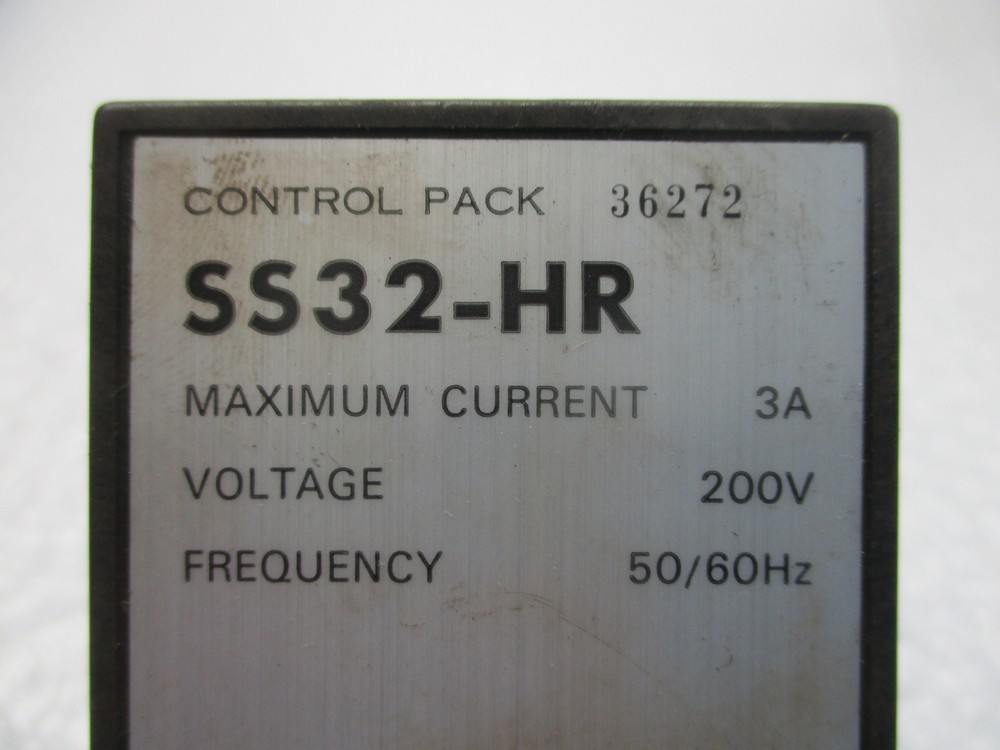 CONTROL PACK 36272
SS32-HR
MAXIMUM CURRENT 3A
VOLTAGE 200V
FREQUENCY 50/60Hz